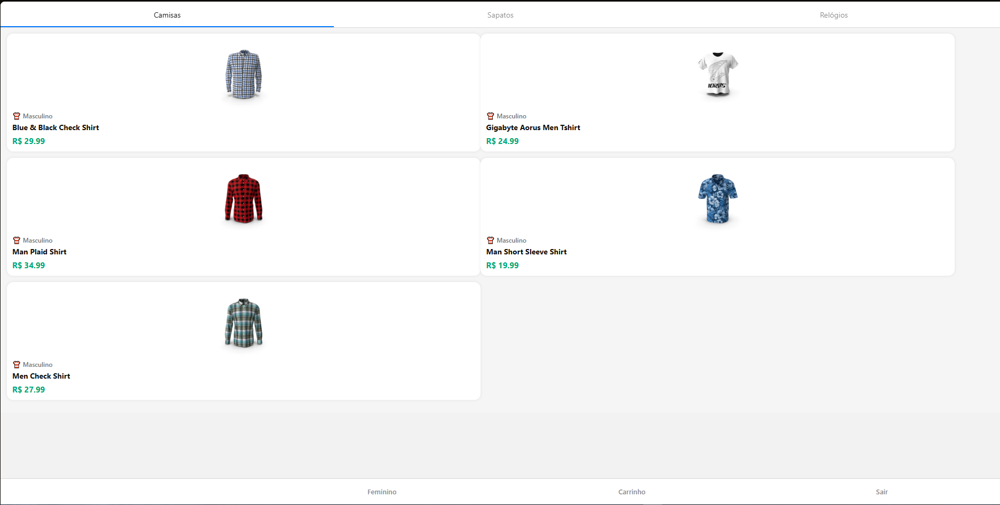 Camisas
Sapatos
Relógios
Masculino
Blue & Black Check Shirt
R$ 29.99
AORUS
Masculino
Gigabyte Aorus Men Tshirt
R$ 24.99
Masculino
Man Plaid Shirt
R$ 34.99
Masculino
Man Short Sleeve Shirt
R$ 19.99
Masculino
Men Check Shirt
R$ 27.99
Feminino
Carrinho
Sair